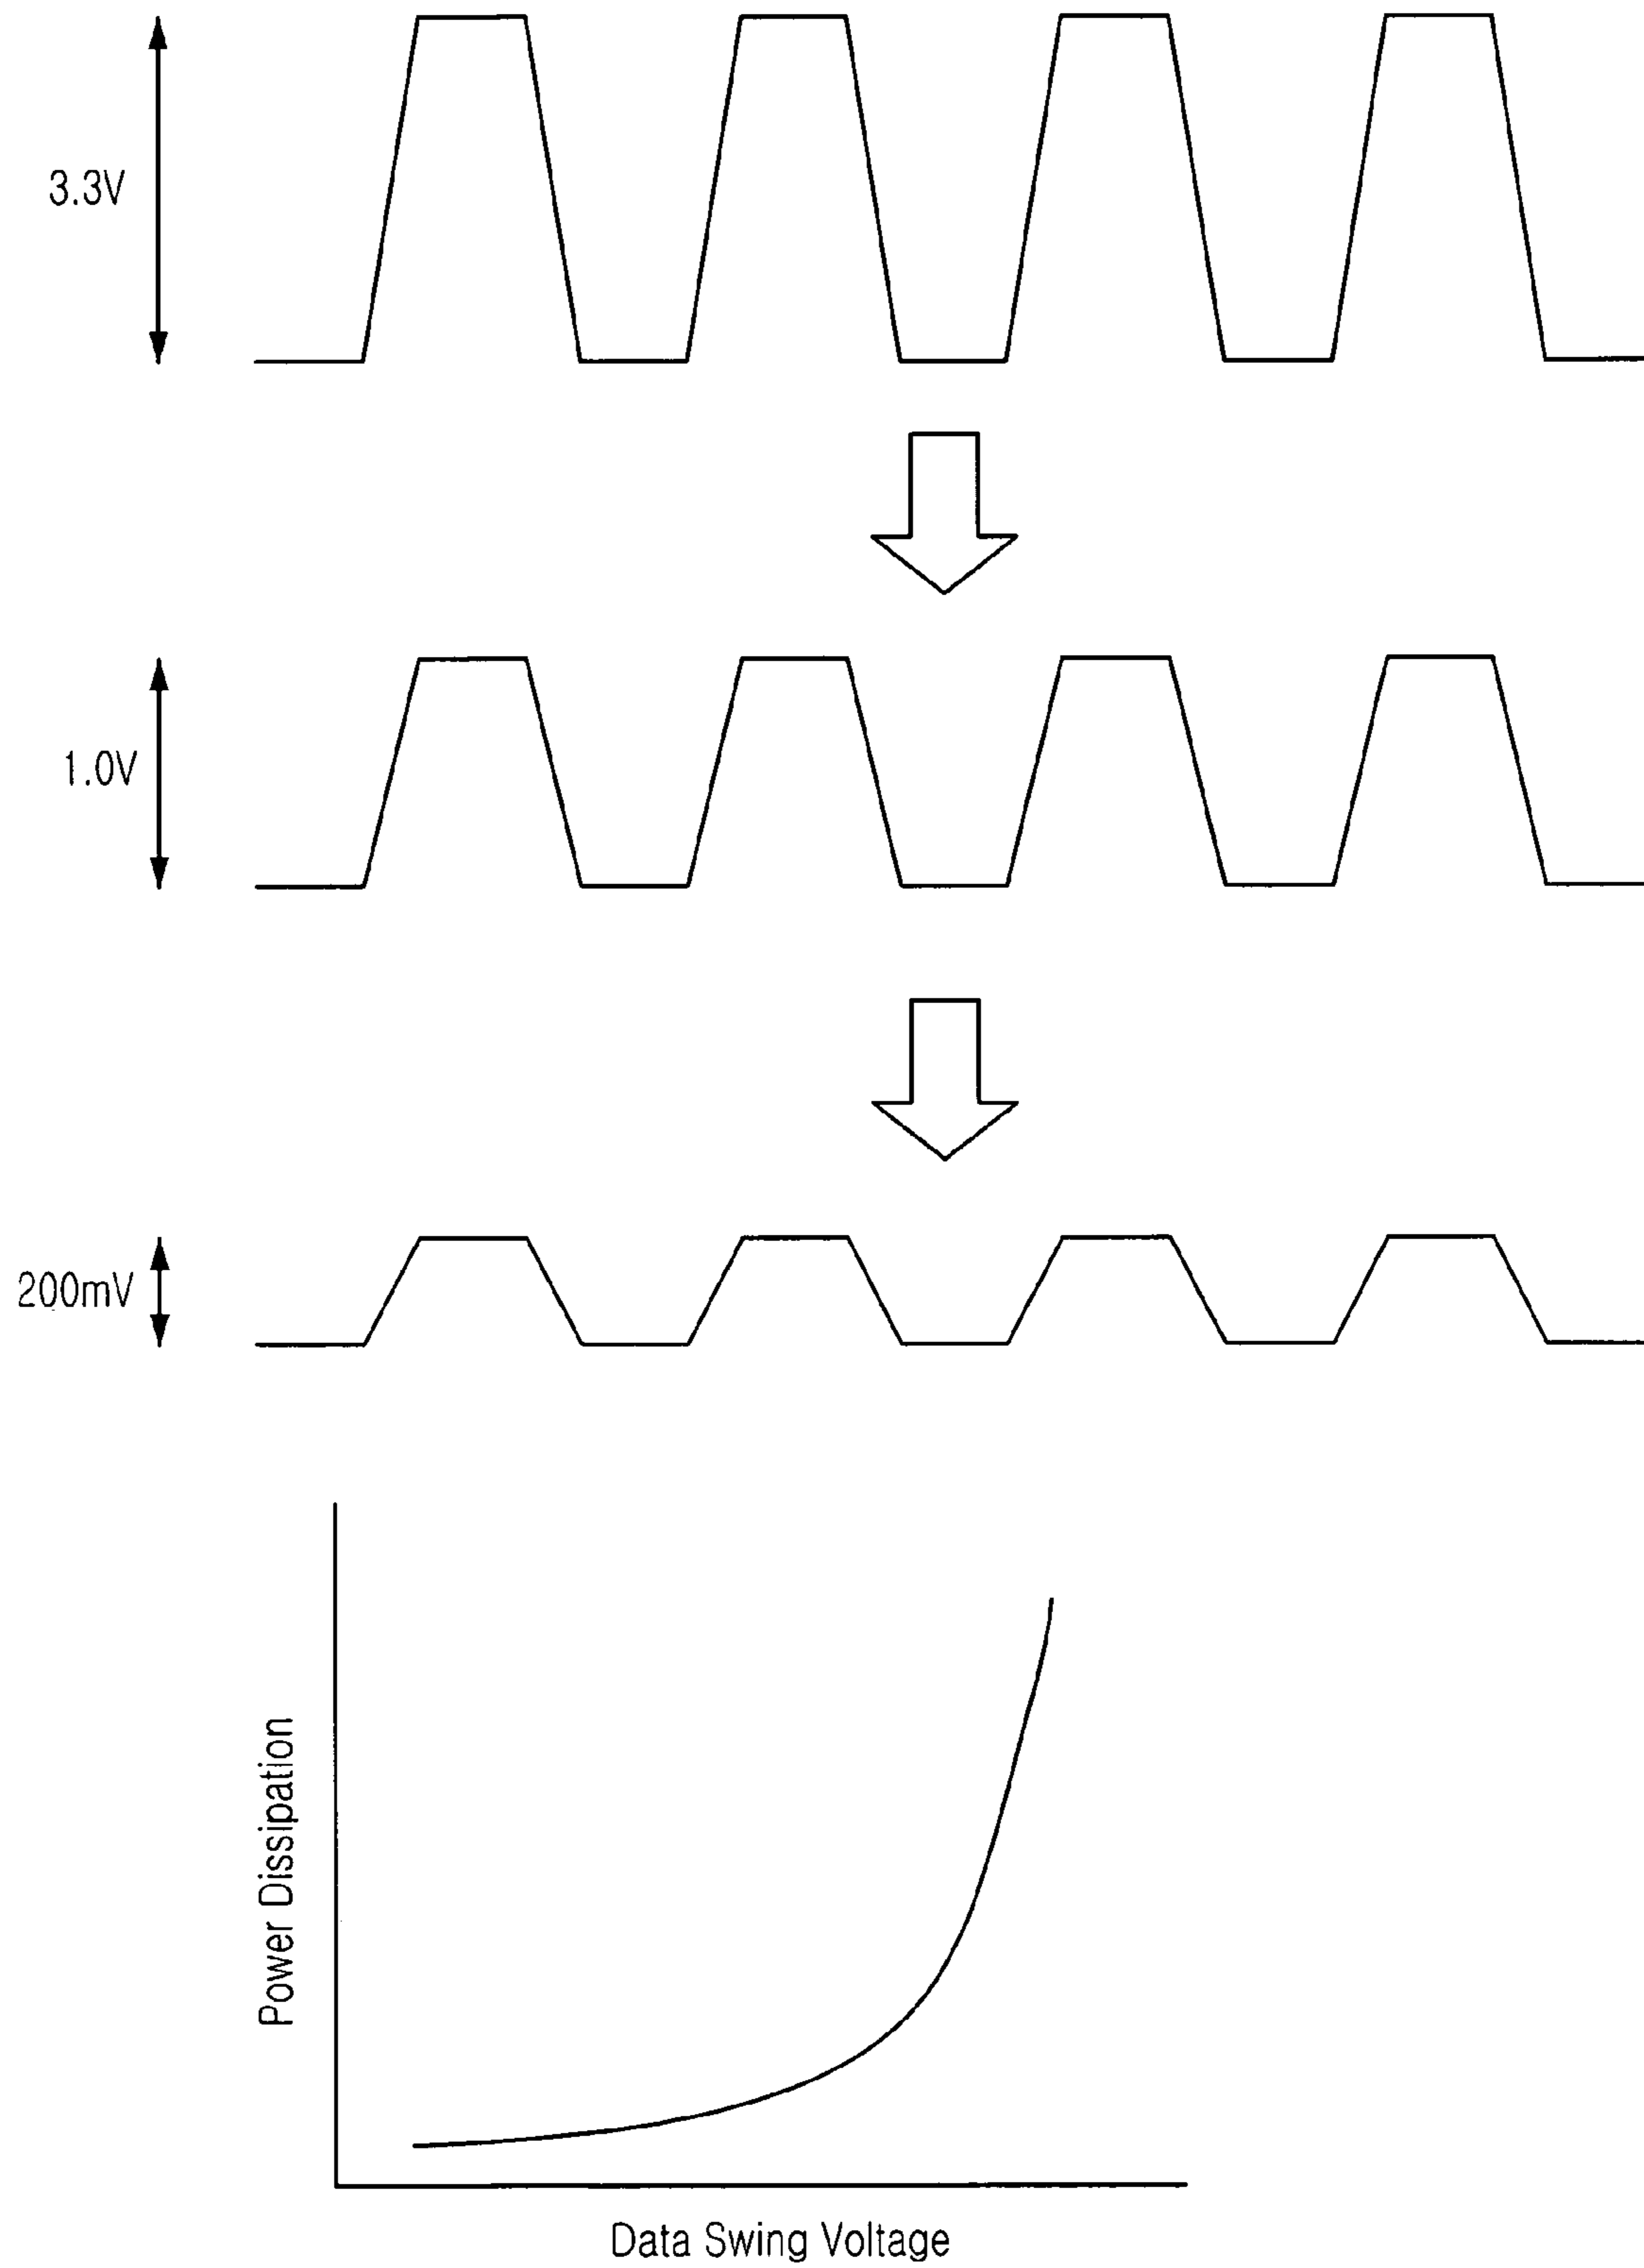 3.3V
1.0V
200mV
Power Dissipation
Data Swing Voltage